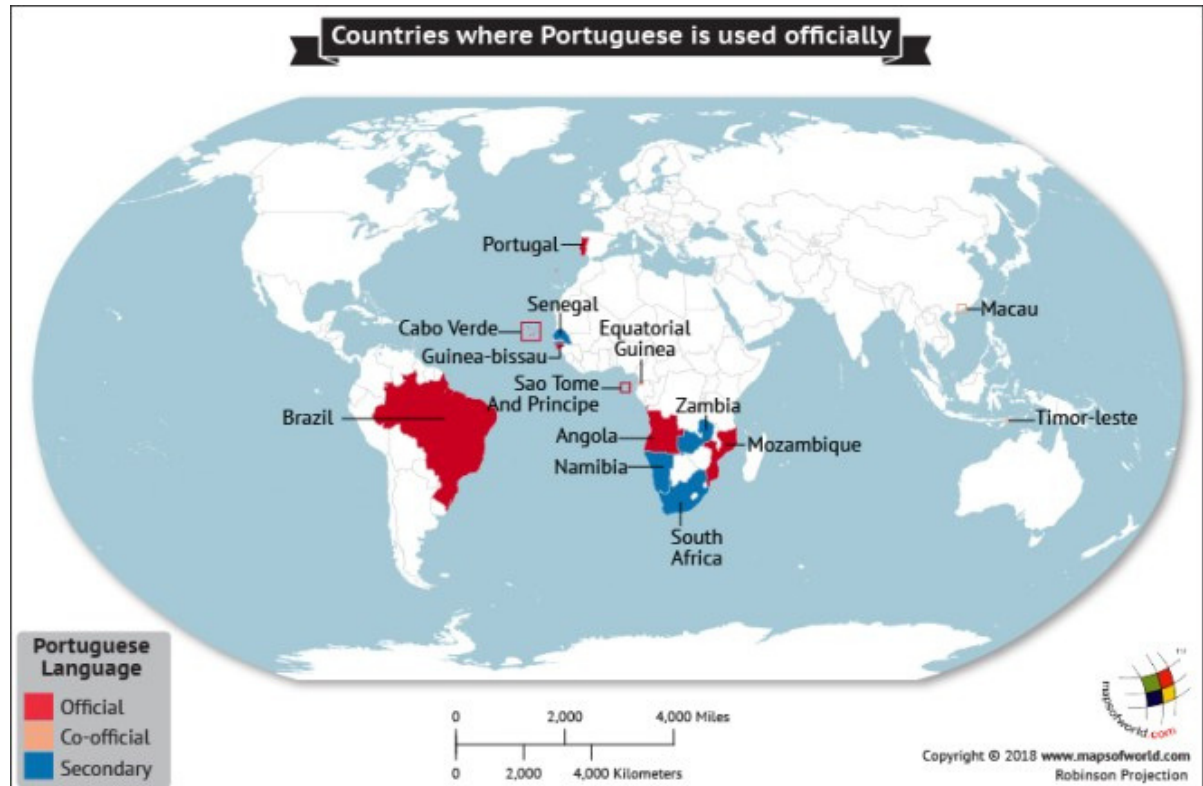 Countries where Portuguese is used officially
Portugal
Senegal
Cabo Verde
Guinea-bissau
Equatorial
Guinea
Sao Tome
And Principe
Macau
Brazil
Zambia
Angola
Mozambique
Timor-leste
Namibia
South
Africa
Portuguese
Language
Official
Co-official
Secondary
0 2,000 4,000 Miles
0 2,000 4,000 Kilometers
TM
mapsofworld.com
Copyright © 2018 www.mapsofworld.com
Robinson Projection